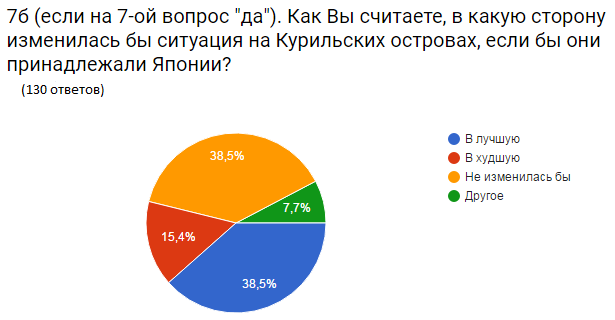 7б (если на 7-ой вопрос "да"). Как Вы считаете, в какую сторону
изменилась бы ситуация на Курильских островах, если бы они
принадлежали Японии?
(130 ответов)
38,5%
7,7%
15,4%
38,5%
В лучшую
В худшую
Не изменилась бы
Другое